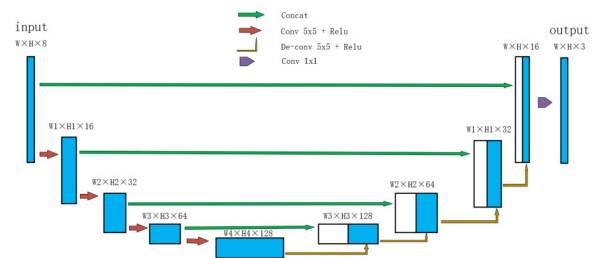 Concat
Conv 5x5 + Relu
De-conv 5x5 + Relu
Conv 1x1
input
W×H×8
output
W×H×16
W×H×3
W1×H1×16
W1×H1×32
W2×H2×32
W2×H2×64
W3×H3×64
W3×H3×128
W4×H4×128